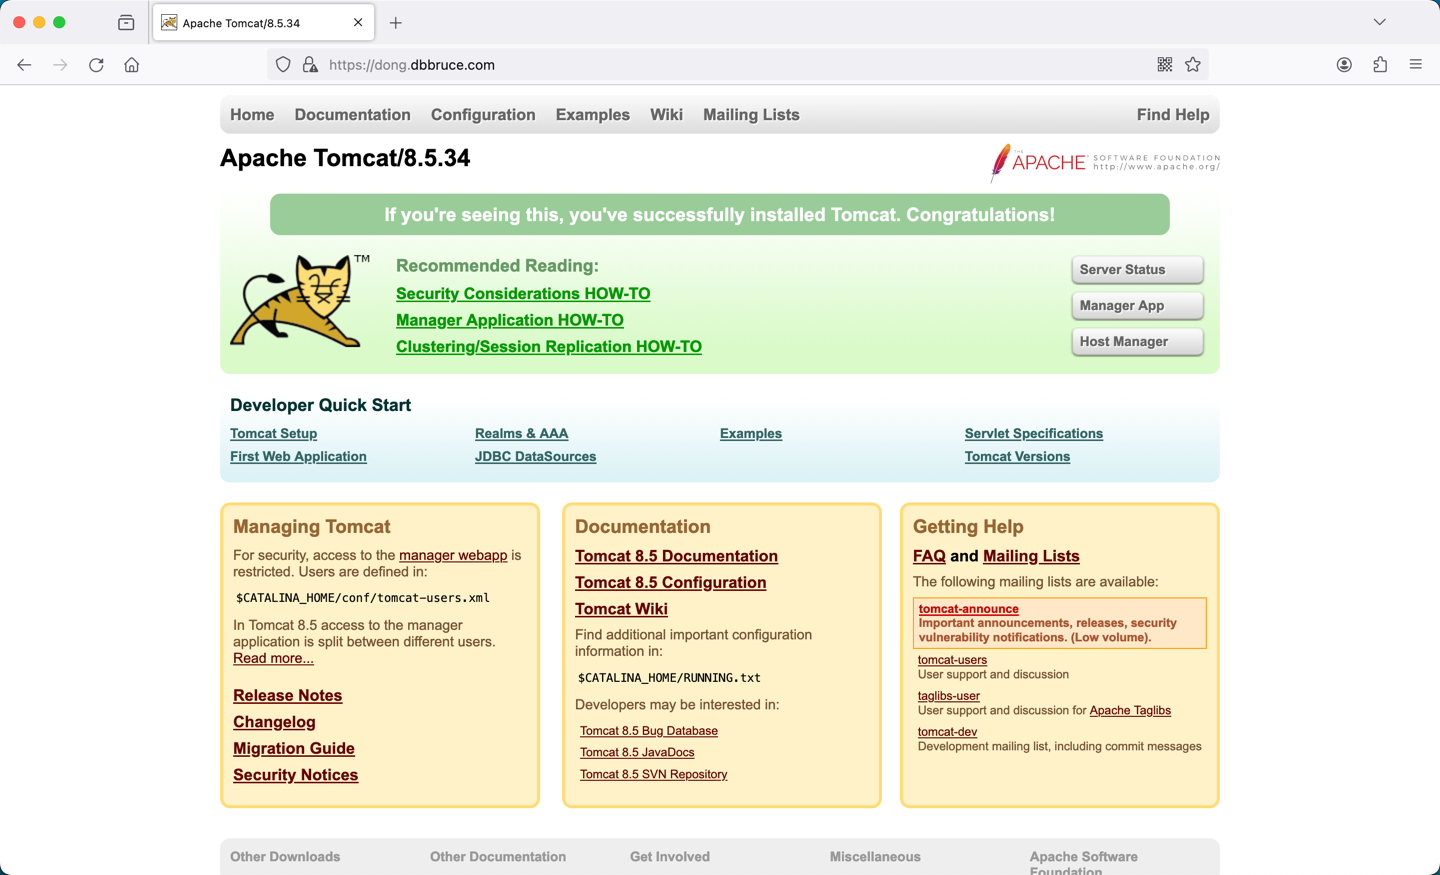 Apache Tomcat/8.5.34
https://dong.dbbruce.com
Home Documentation Configuration Examples Wiki Mailing Lists Find Help
Apache Tomcat/8.5.34
THE APACHE SOFTWARE FOUNDATION
http://www.apache.org/
If you're seeing this, you've successfully installed Tomcat. Congratulations!
TM
Recommended Reading:
Security Considerations HOW-TO
Manager Application HOW-TO
Clustering/Session Replication HOW-TO
Server Status
Manager App
Host Manager
Developer Quick Start
Tomcat Setup
First Web Application
Realms & AAA
JDBC DataSources
Examples
Servlet Specifications
Tomcat Versions
Managing Tomcat
For security, access to the manager webapp is
restricted. Users are defined in:
$CATALINA_HOME/conf/tomcat-users.xml
In Tomcat 8.5 access to the manager
application is split between different users.
Read more...
Release Notes
Changelog
Migration Guide
Security Notices
Documentation
Tomcat 8.5 Documentation
Tomcat 8.5 Configuration
Tomcat Wiki
Find additional important configuration
information in:
$CATALINA_HOME/RUNNING.txt
Developers may be interested in:
Tomcat 8.5 Bug Database
Tomcat 8.5 JavaDocs
Tomcat 8.5 SVN Repository
Getting Help
FAQ and Mailing Lists
The following mailing lists are available:
tomcat-announce
Important announcements, releases, security
vulnerability notifications. (Low volume).
tomcat-users
User support and discussion
taglibs-user
User support and discussion for Apache Taglibs
tomcat-dev
Development mailing list, including commit messages
Other Downloads
Other Documentation
Get Involved
Miscellaneous
Apache Software
Foundation